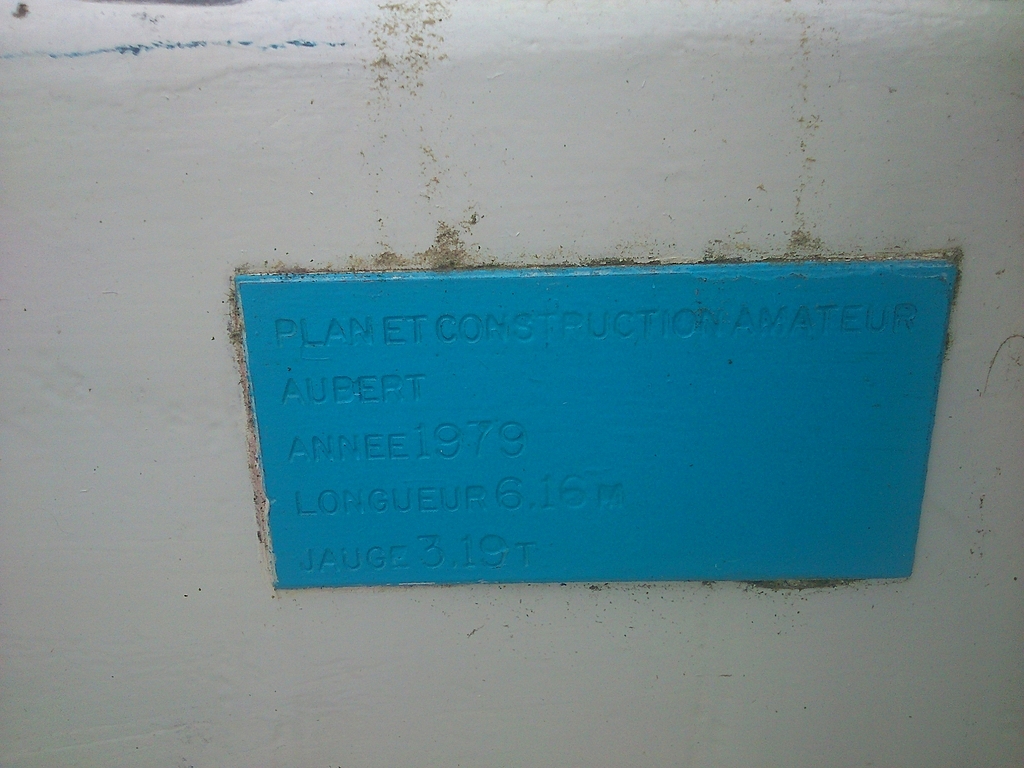 PLAN ET CONSTRUCTION AMATEUR
AUBERT
ANNEE 1979
LONGUEUR 6.16 M
JAUGE 3.19 T